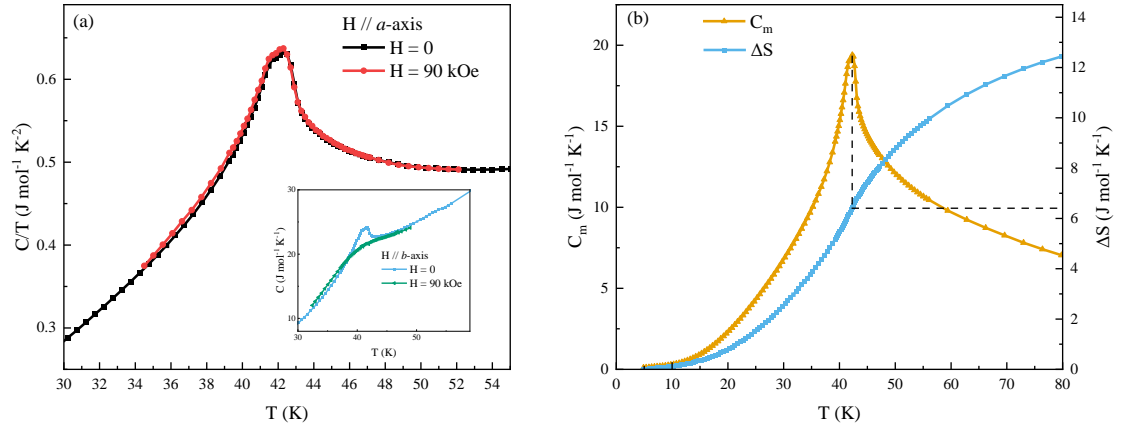 (a)
H // a-axis
H = 0
H = 90 kOe
C/T (J mol⁻¹ K⁻²)
0.6
0.5
0.4
0.3
30 32 34 36 38 40 42 44 46 48 50 52 54
T (K)
C (J mol⁻¹ K⁻¹)
30
20
10
H // b-axis
H = 0
H = 90 kOe
30 40 50
T (K)
(b)
Cₘ
ΔS
Cₘ (J mol⁻¹ K⁻¹)
20
15
10
5
0
0 10 20 30 40 50 60 70 80
T (K)
14
12
10
8
6
4
2
0
ΔS (J mol⁻¹ K⁻¹)